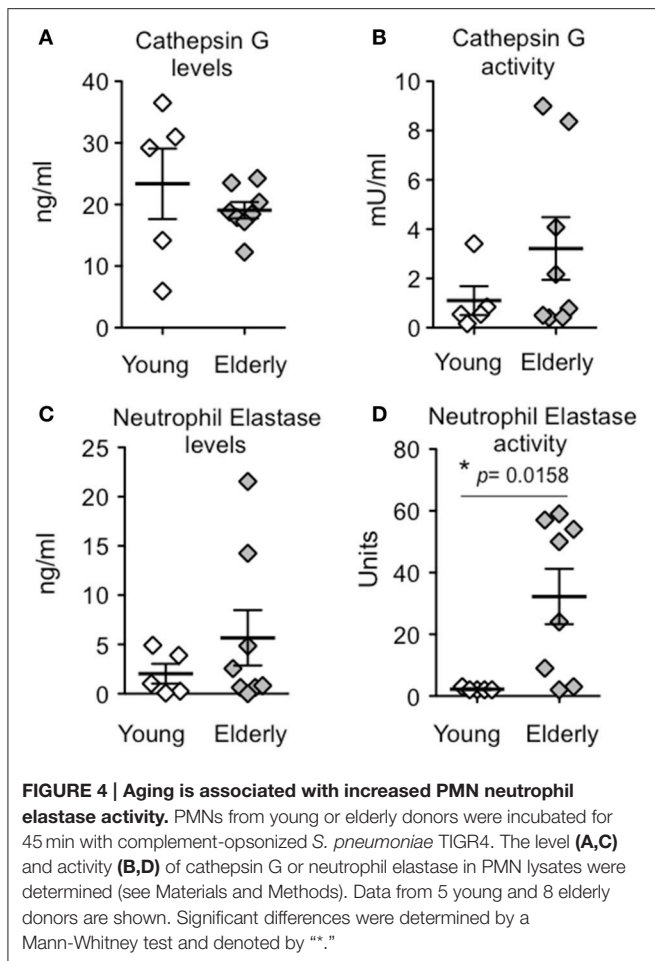 A
Cathepsin G
levels
ng/ml
40
30
20
10
0
Young Elderly
B
Cathepsin G
activity
mU/ml
10
8
6
4
2
0
Young Elderly
C
Neutrophil Elastase
levels
ng/ml
25
20
15
10
5
0
Young Elderly
D
Neutrophil Elastase
activity
Units
80
60
40
20
0
* p= 0.0158
Young Elderly
FIGURE 4 | Aging is associated with increased PMN neutrophil
elastase activity. PMNs from young or elderly donors were incubated for
45 min with complement-opsonized S. pneumoniae TIGR4. The level (A,C)
and activity (B,D) of cathepsin G or neutrophil elastase in PMN lysates were
determined (see Materials and Methods). Data from 5 young and 8 elderly
donors are shown. Significant differences were determined by a
Mann-Whitney test and denoted by “*.”